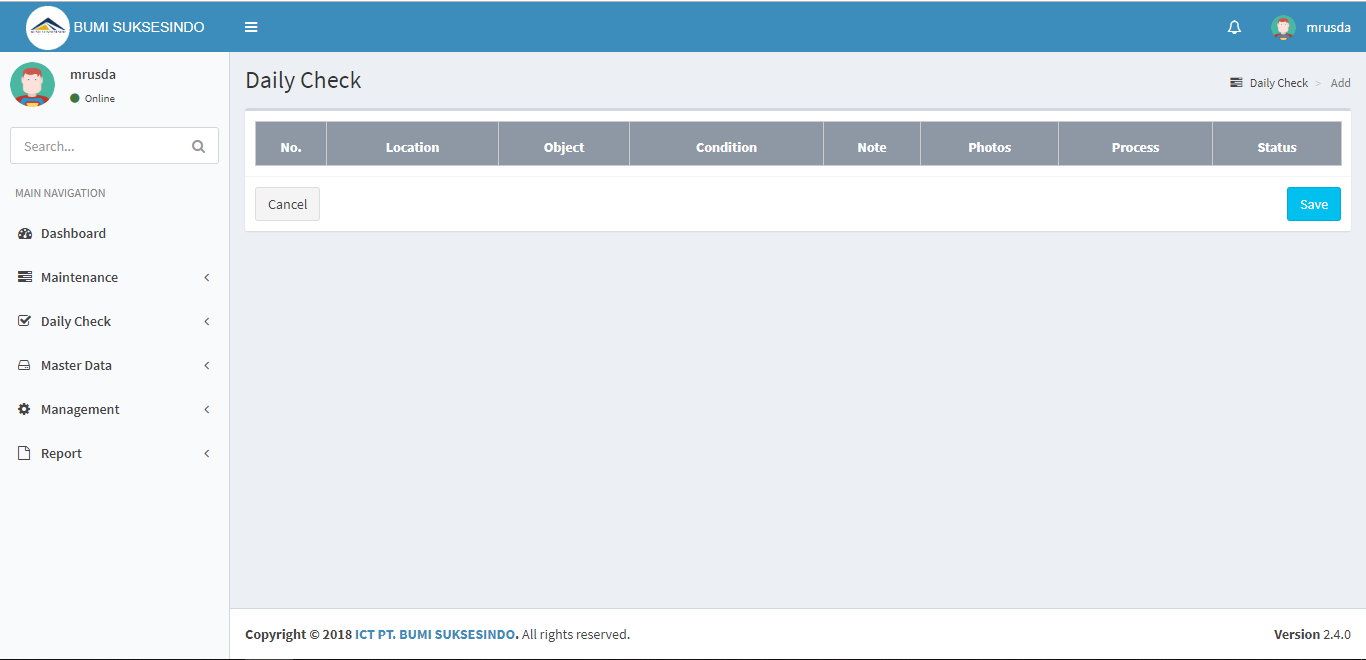 BUMI SUKSESINDO
mrusda
mrusda
Online
Search...
MAIN NAVIGATION
Dashboard
Maintenance
Daily Check
Master Data
Management
Report
Daily Check
Daily Check > Add
No. Location Object Condition Note Photos Process Status
Cancel Save
Copyright © 2018 ICT PT. BUMI SUKSESINDO. All rights reserved.
Version 2.4.0